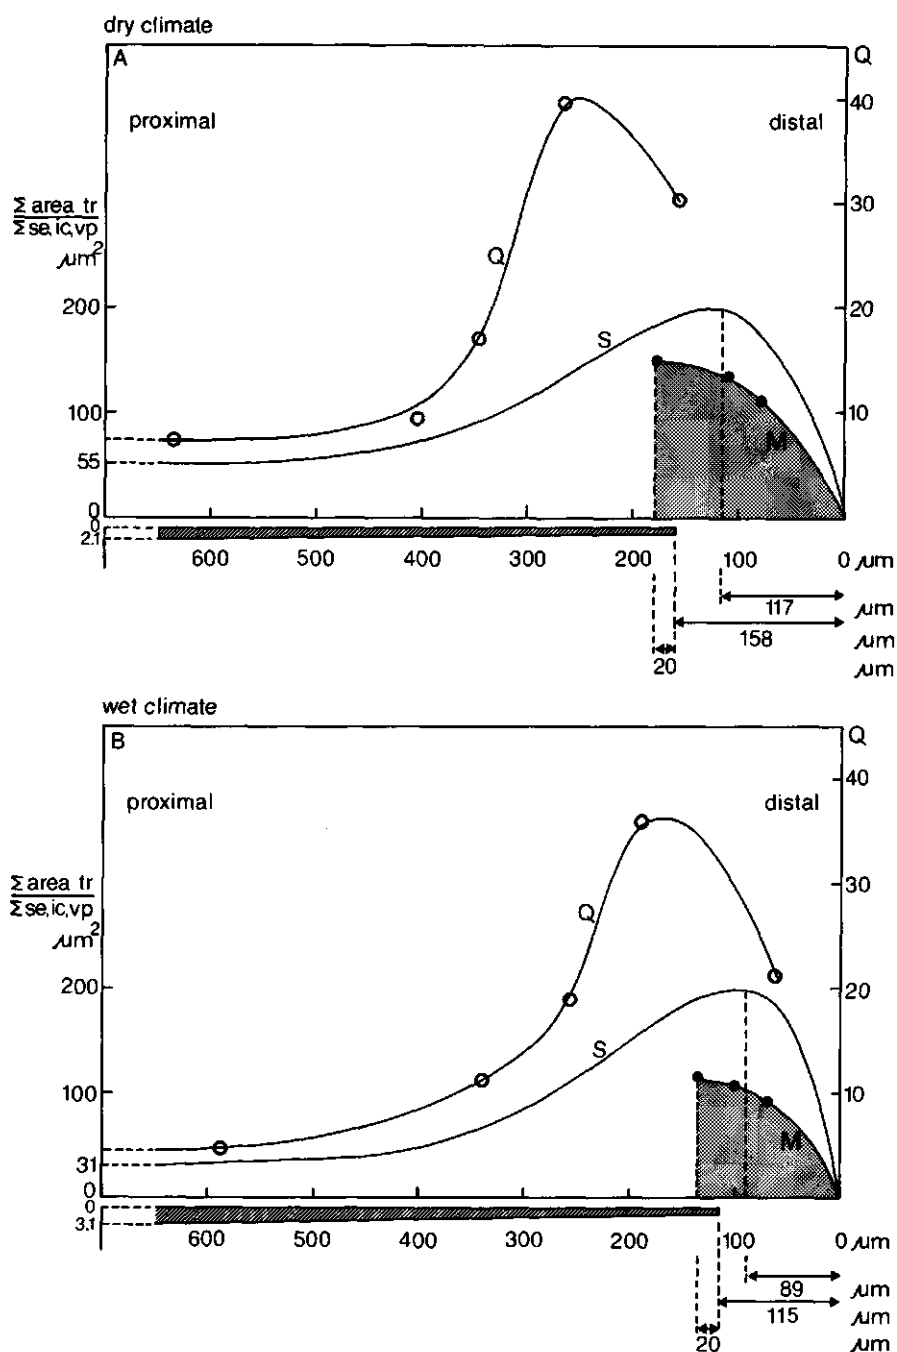 dry climate
A
Q
proximal
distal
40
Σ area tr
Σ se,ic,vp
μm²
30
Q
200
20
S
100
10
M
55
0
0
2.1
600 500 400 300 200 100 0 μm
117 μm
158 μm
20 μm
wet climate
B
Q
40
proximal
distal
Σ area tr
Σ se,ic,vp
μm²
30
Q
200
20
S
100
10
M
31
0
0
3.1
600 500 400 300 200 100 0 μm
89 μm
115 μm
20 μm